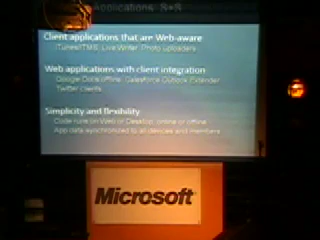 Applications: S+S
Client applications that are Web-aware
iTunes/iTMS, Live Writer, Photo uploaders
Web applications with client integration
Google Docs offline, Salesforce Outlook Extender
Twitter clients
Simplicity and flexibility
Code runs on Web or Desktop, online or offline
App data synchronized to all devices and members
Microsoft